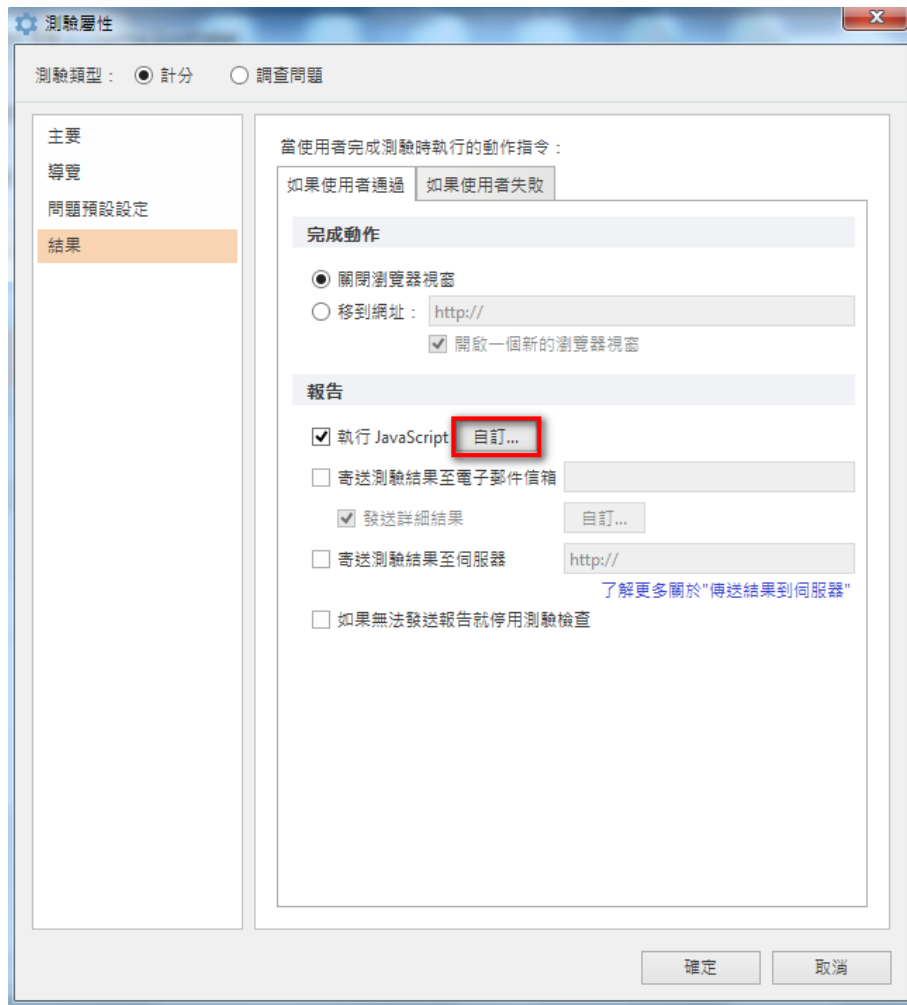 測驗屬性
測驗類型： 計分 調查問題
主要
導覽
問題預設設定
結果
當使用者完成測驗時執行的動作指令：
如果使用者通過 如果使用者失敗
完成動作
關閉瀏覽器視窗
移到網址： http://
開啟一個新的瀏覽器視窗
報告
執行 JavaScript 自訂...
寄送測驗結果至電子郵件信箱
發送詳細結果 自訂...
寄送測驗結果至伺服器 http://
了解更多關於"傳送結果到伺服器"
如果無法發送報告就停用測驗檢查
確定 取消